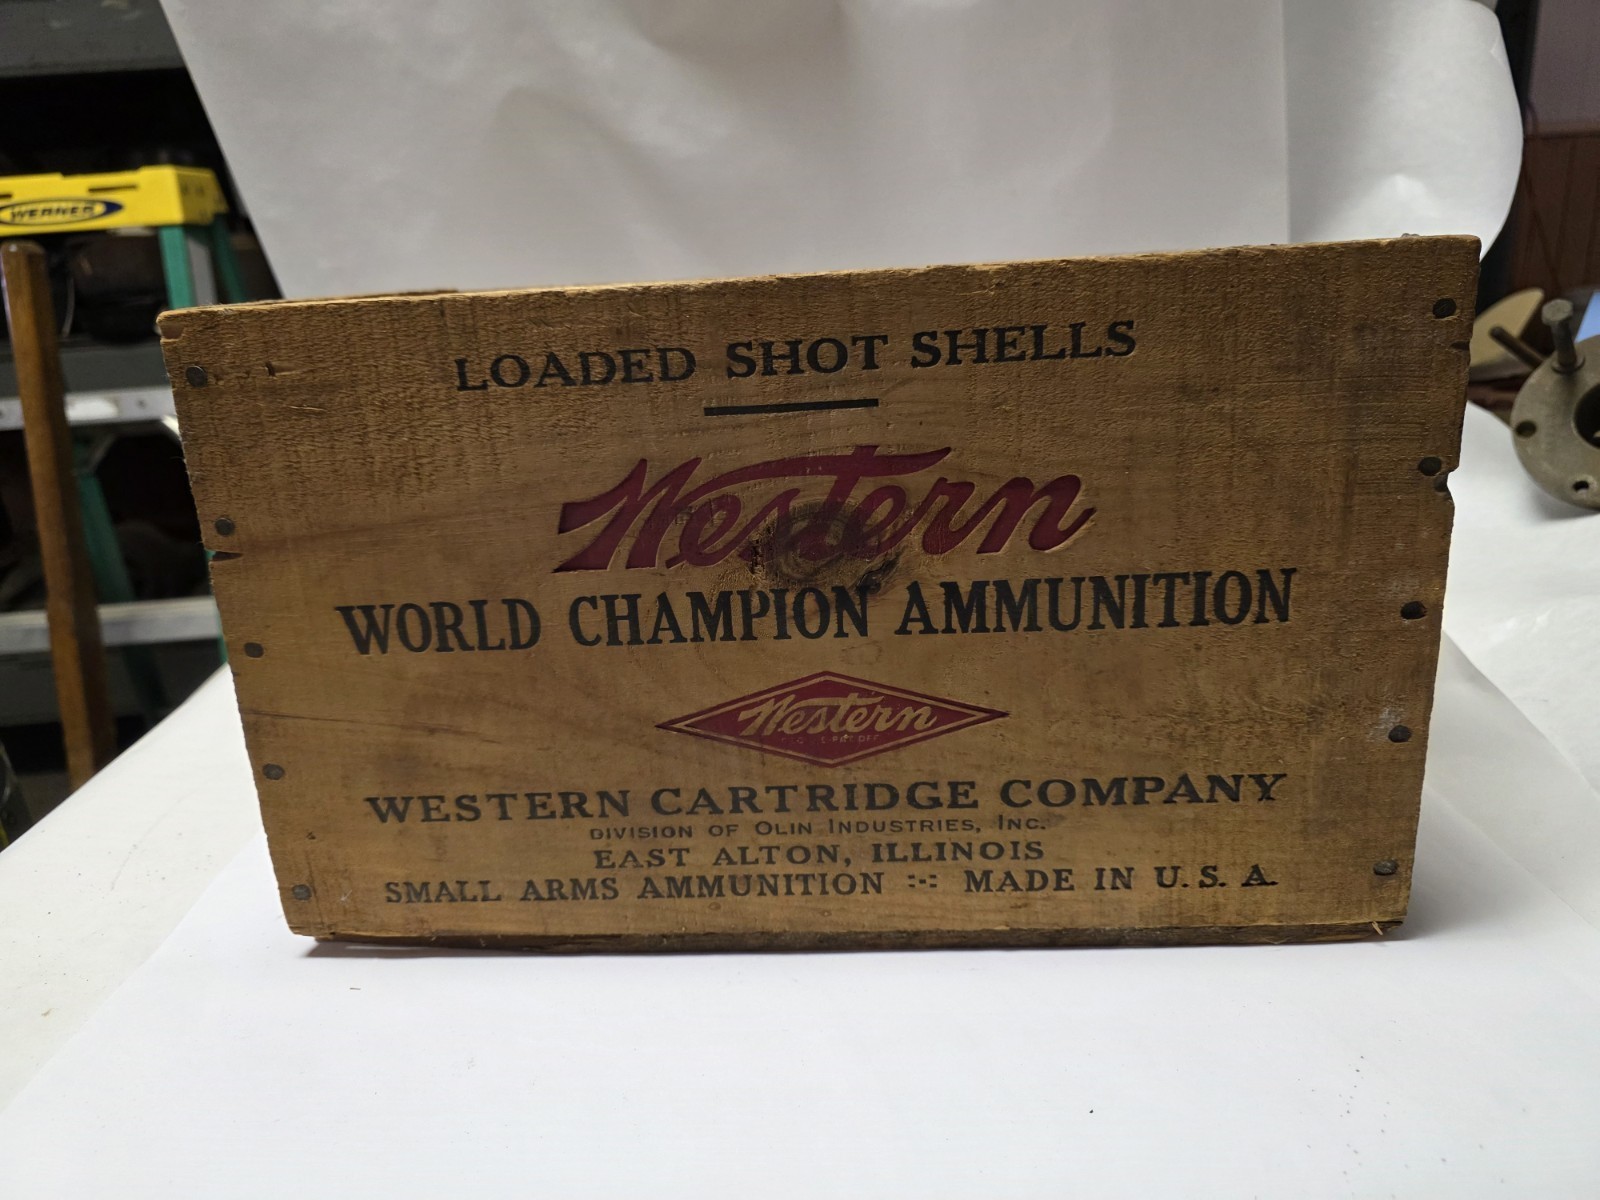 WERNER
LOADED SHOT SHELLS
Western
WORLD CHAMPION AMMUNITION
Western
WESTERN CARTRIDGE COMPANY
DIVISION OF OLIN INDUSTRIES, INC.
EAST ALTON, ILLINOIS
SMALL ARMS AMMUNITION :-: MADE IN U.S.A.